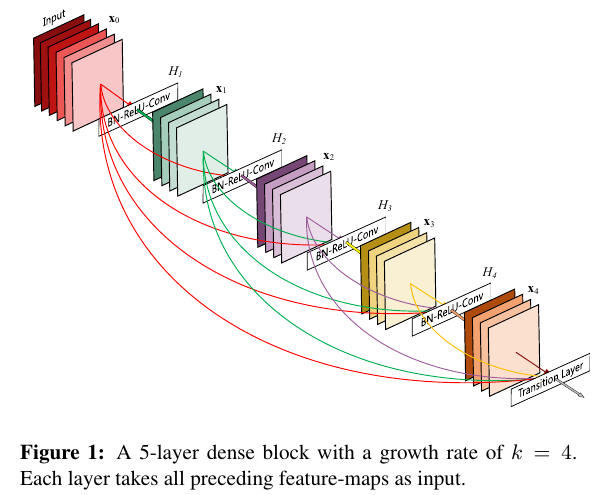 Input
x0
H1
BN-ReLU-Conv
x1
H2
BN-ReLU-Conv
x2
H3
BN-ReLU-Conv
x3
H4
BN-ReLU-Conv
x4
Transition Layer
Figure 1: A 5-layer dense block with a growth rate of k = 4.
Each layer takes all preceding feature-maps as input.